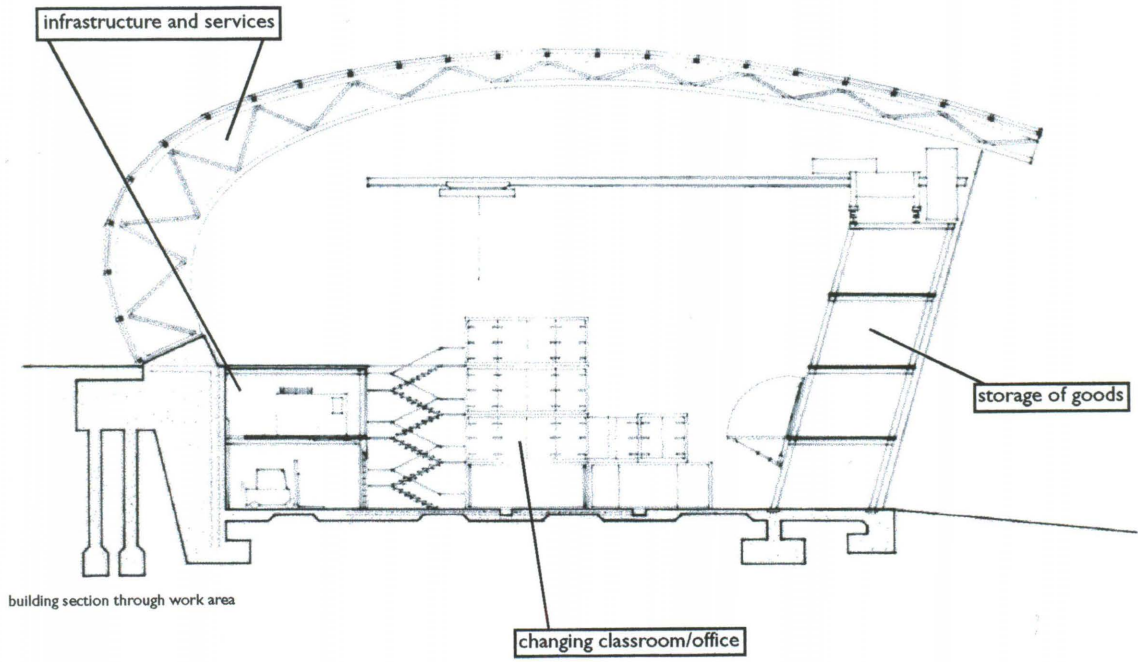 infrastructure and services
storage of goods
building section through work area
changing classroom/office